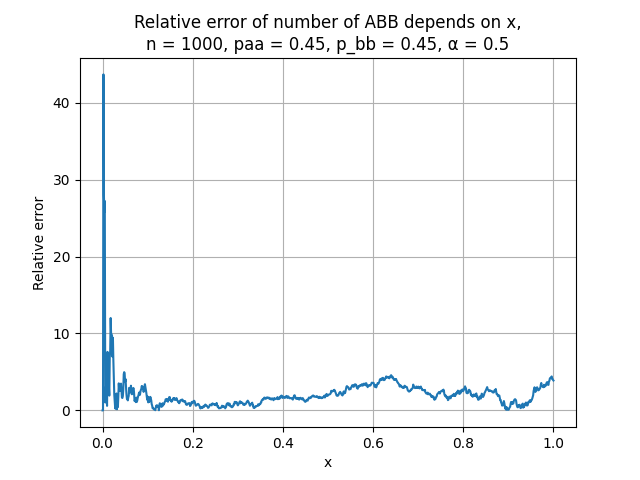 Relative error of number of ABB depends on x,
n = 1000, paa = 0.45, p_bb = 0.45, α = 0.5
Relative error
40
30
20
10
0
0.0 0.2 0.4 0.6 0.8 1.0
x